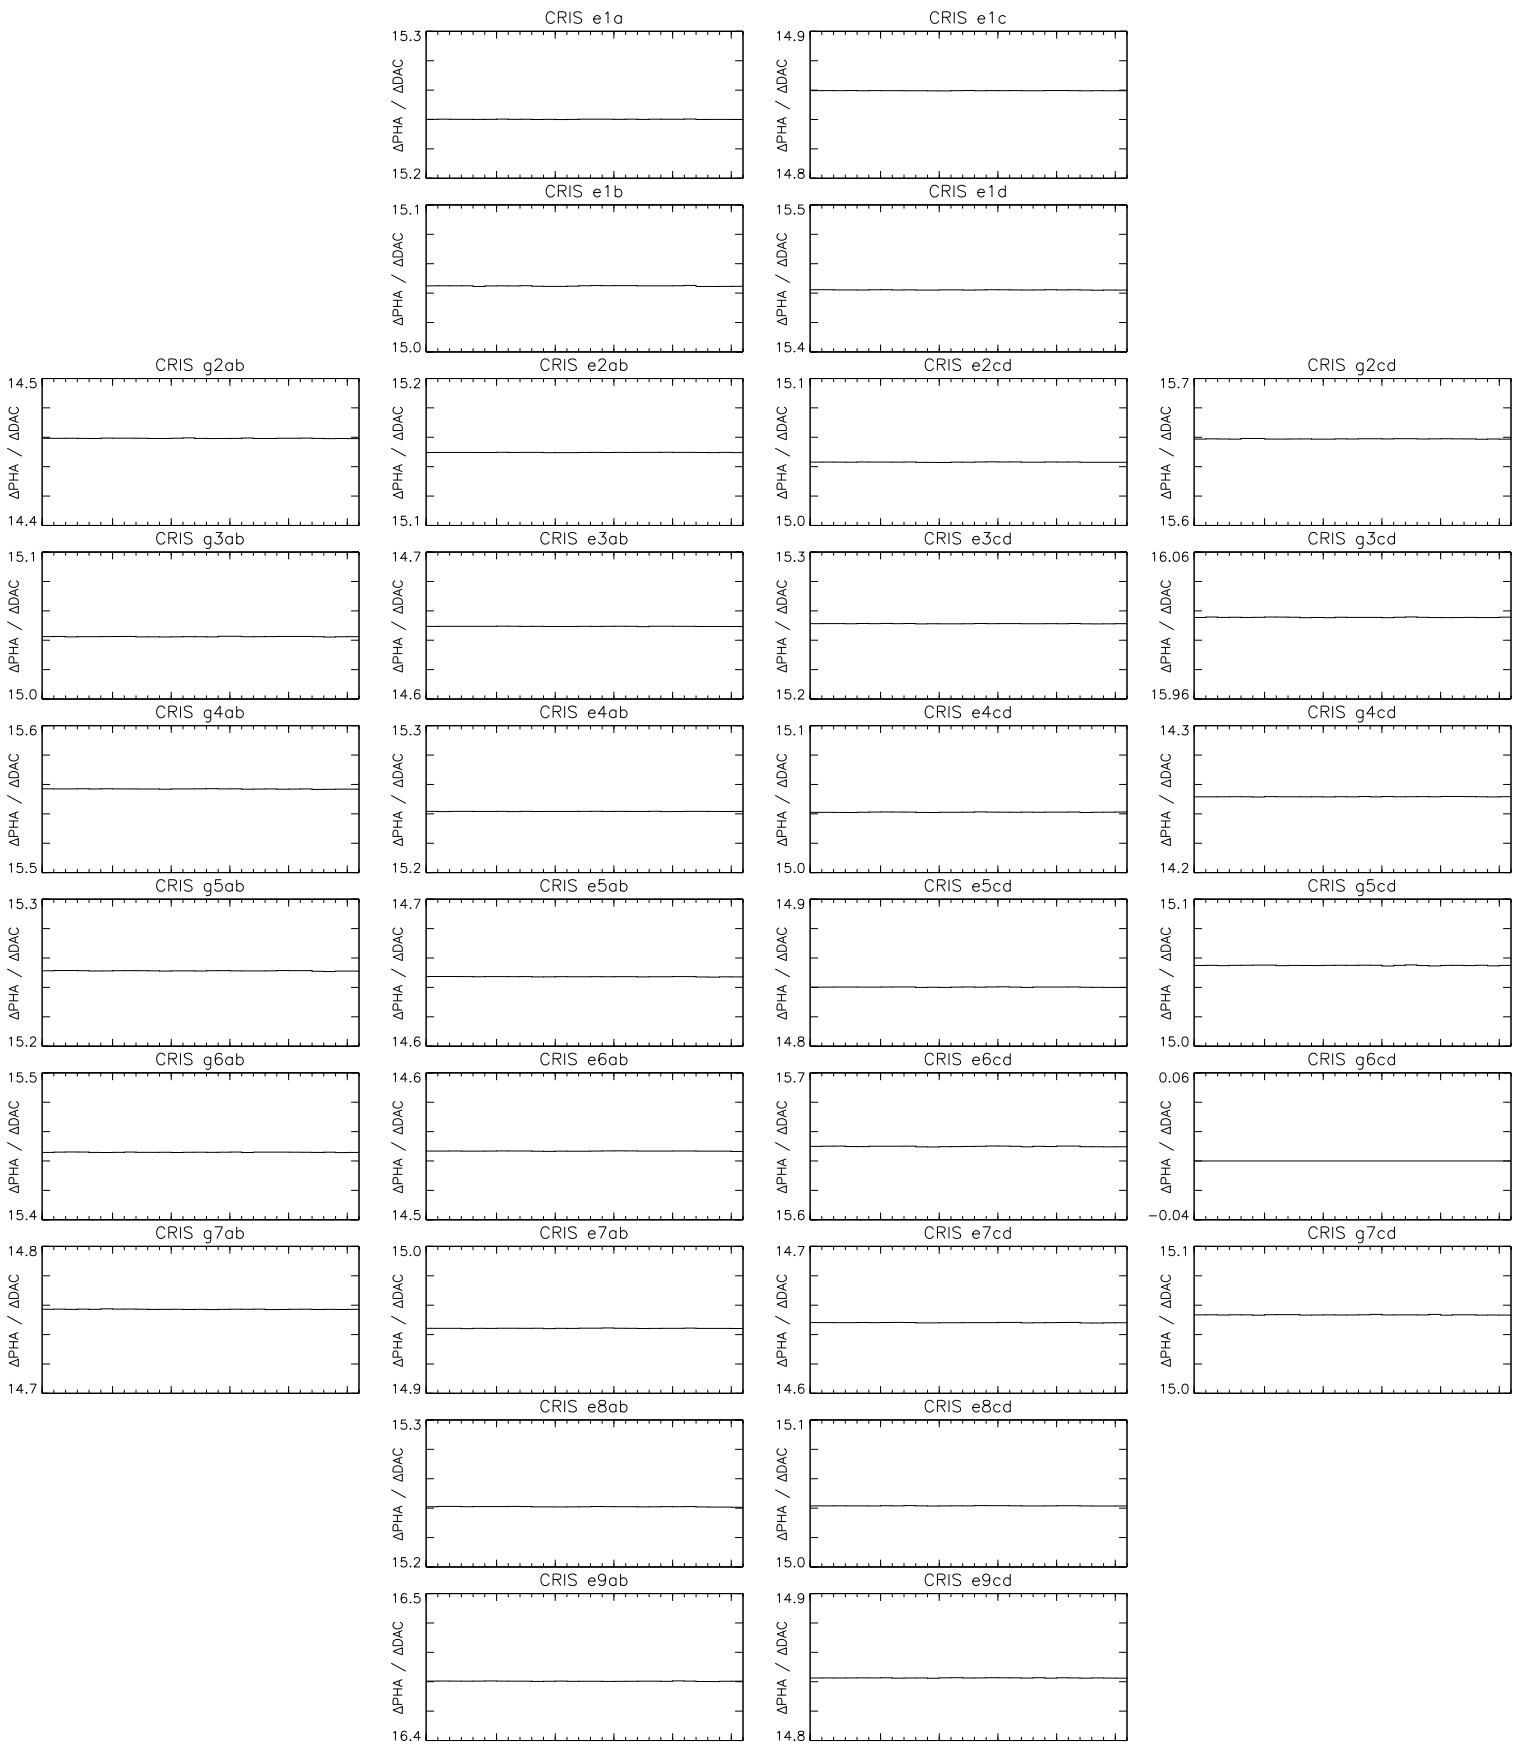 CRIS e1a
15.3
ΔPHA / ΔDAC
15.2
CRIS e1c
14.9
ΔPHA / ΔDAC
14.8
CRIS e1b
15.1
ΔPHA / ΔDAC
15.0
CRIS e1d
15.5
ΔPHA / ΔDAC
15.4
CRIS g2ab
14.5
ΔPHA / ΔDAC
14.4
CRIS e2ab
15.2
ΔPHA / ΔDAC
15.1
CRIS e2cd
15.1
ΔPHA / ΔDAC
15.0
CRIS g2cd
15.7
ΔPHA / ΔDAC
15.6
CRIS g3ab
15.1
ΔPHA / ΔDAC
15.0
CRIS e3ab
14.7
ΔPHA / ΔDAC
14.6
CRIS e3cd
15.3
ΔPHA / ΔDAC
15.2
CRIS g3cd
16.06
ΔPHA / ΔDAC
15.96
CRIS g4ab
15.6
ΔPHA / ΔDAC
15.5
CRIS e4ab
15.3
ΔPHA / ΔDAC
15.2
CRIS e4cd
15.1
ΔPHA / ΔDAC
15.0
CRIS g4cd
14.3
ΔPHA / ΔDAC
14.2
CRIS g5ab
15.3
ΔPHA / ΔDAC
15.2
CRIS e5ab
14.7
ΔPHA / ΔDAC
14.6
CRIS e5cd
14.9
ΔPHA / ΔDAC
14.8
CRIS g5cd
15.1
ΔPHA / ΔDAC
15.0
CRIS g6ab
15.5
ΔPHA / ΔDAC
15.4
CRIS e6ab
14.6
ΔPHA / ΔDAC
14.5
CRIS e6cd
15.7
ΔPHA / ΔDAC
15.6
CRIS g6cd
0.06
ΔPHA / ΔDAC
−0.04
CRIS g7ab
14.8
ΔPHA / ΔDAC
14.7
CRIS e7ab
15.0
ΔPHA / ΔDAC
14.9
CRIS e7cd
14.7
ΔPHA / ΔDAC
14.6
CRIS g7cd
15.1
ΔPHA / ΔDAC
15.0
CRIS e8ab
15.3
ΔPHA / ΔDAC
15.2
CRIS e8cd
15.1
ΔPHA / ΔDAC
15.0
CRIS e9ab
16.5
ΔPHA / ΔDAC
16.4
CRIS e9cd
14.9
ΔPHA / ΔDAC
14.8